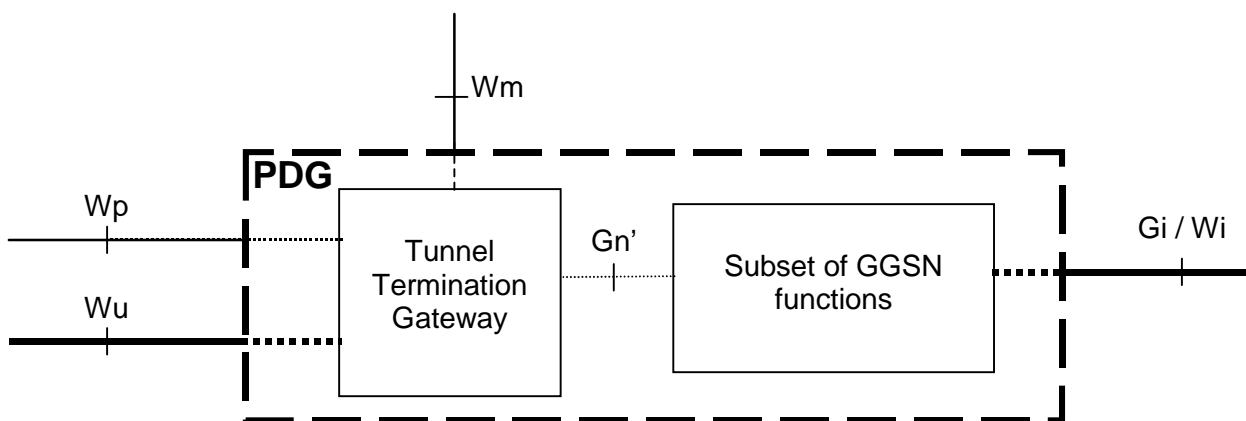 Wm
PDG
Wp
Gn’
Gi / Wi
Tunnel
Termination
Gateway
Subset of GGSN
functions
Wu